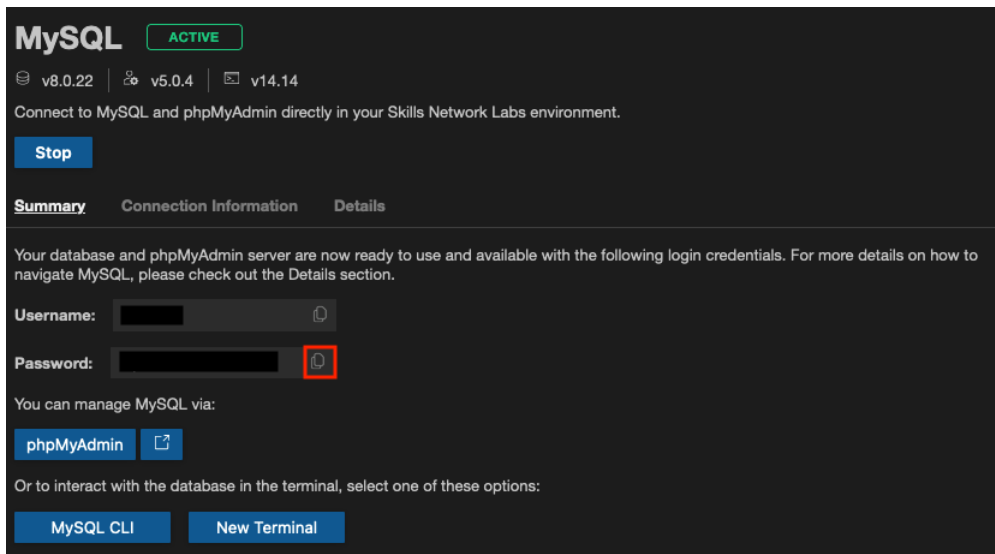 MySQL ACTIVE
v8.0.22 v5.0.4 v14.14
Connect to MySQL and phpMyAdmin directly in your Skills Network Labs environment.
Stop
Summary Connection Information Details
Your database and phpMyAdmin server are now ready to use and available with the following login credentials. For more details on how to
navigate MySQL, please check out the Details section.
Username:
Password:
You can manage MySQL via:
phpMyAdmin
Or to interact with the database in the terminal, select one of these options:
MySQL CLI New Terminal